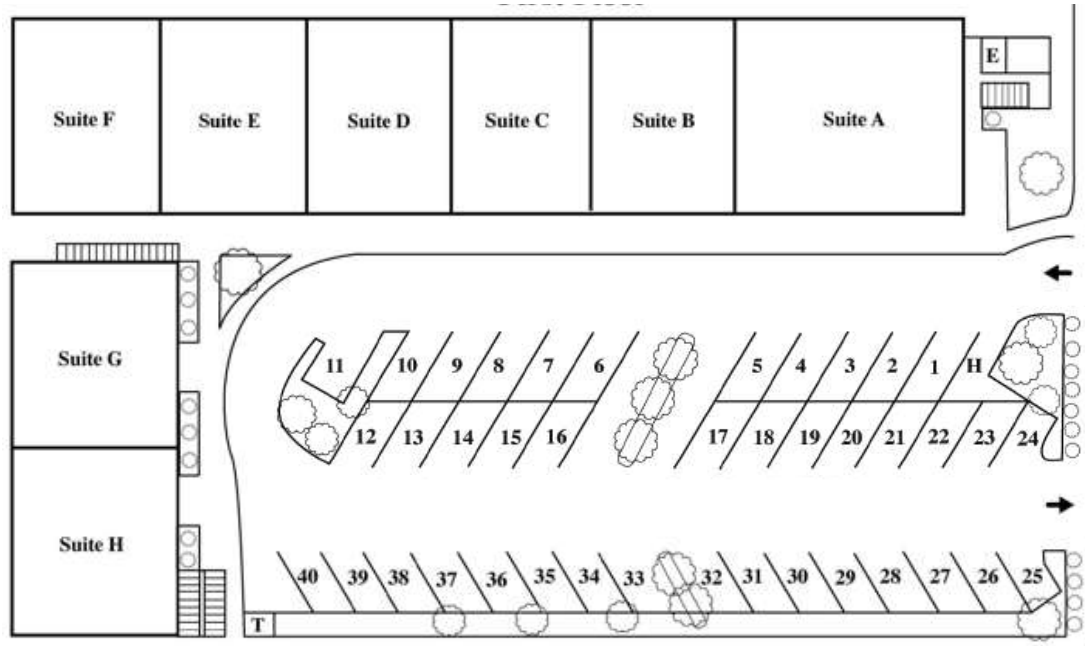 E
Suite F Suite E Suite D Suite C Suite B Suite A
Suite G
11 10 9 8 7 6 5 4 3 2 1 H
12 13 14 15 16 17 18 19 20 21 22 23 24
Suite H
40 39 38 37 36 35 34 33 32 31 30 29 28 27 26 25
T